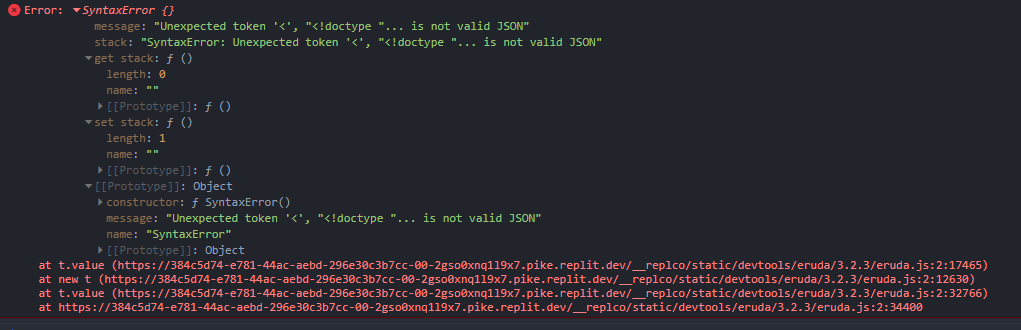 Error: ▼SyntaxError {}
message: "Unexpected token '<', "<!doctype "... is not valid JSON"
stack: "SyntaxError: Unexpected token '<', "<!doctype "... is not valid JSON"
▼get stack: ƒ ()
length: 0
name: ""
▶[[Prototype]]: ƒ ()
▼set stack: ƒ ()
length: 1
name: ""
▶[[Prototype]]: ƒ ()
▼[[Prototype]]: Object
▶constructor: ƒ SyntaxError()
message: "Unexpected token '<', "<!doctype "... is not valid JSON"
name: "SyntaxError"
▶[[Prototype]]: Object
at t.value (https://384c5d74-e781-44ac-aebd-296e30c3b7cc-00-2gso0xnq1l9x7.pike.replit.dev/__replco/static/devtools/eruda/3.2.3/eruda.js:2:17465)
at new t (https://384c5d74-e781-44ac-aebd-296e30c3b7cc-00-2gso0xnq1l9x7.pike.replit.dev/__replco/static/devtools/eruda/3.2.3/eruda.js:2:12630)
at t.value (https://384c5d74-e781-44ac-aebd-296e30c3b7cc-00-2gso0xnq1l9x7.pike.replit.dev/__replco/static/devtools/eruda/3.2.3/eruda.js:2:32766)
at https://384c5d74-e781-44ac-aebd-296e30c3b7cc-00-2gso0xnq1l9x7.pike.replit.dev/__replco/static/devtools/eruda/3.2.3/eruda.js:2:34400